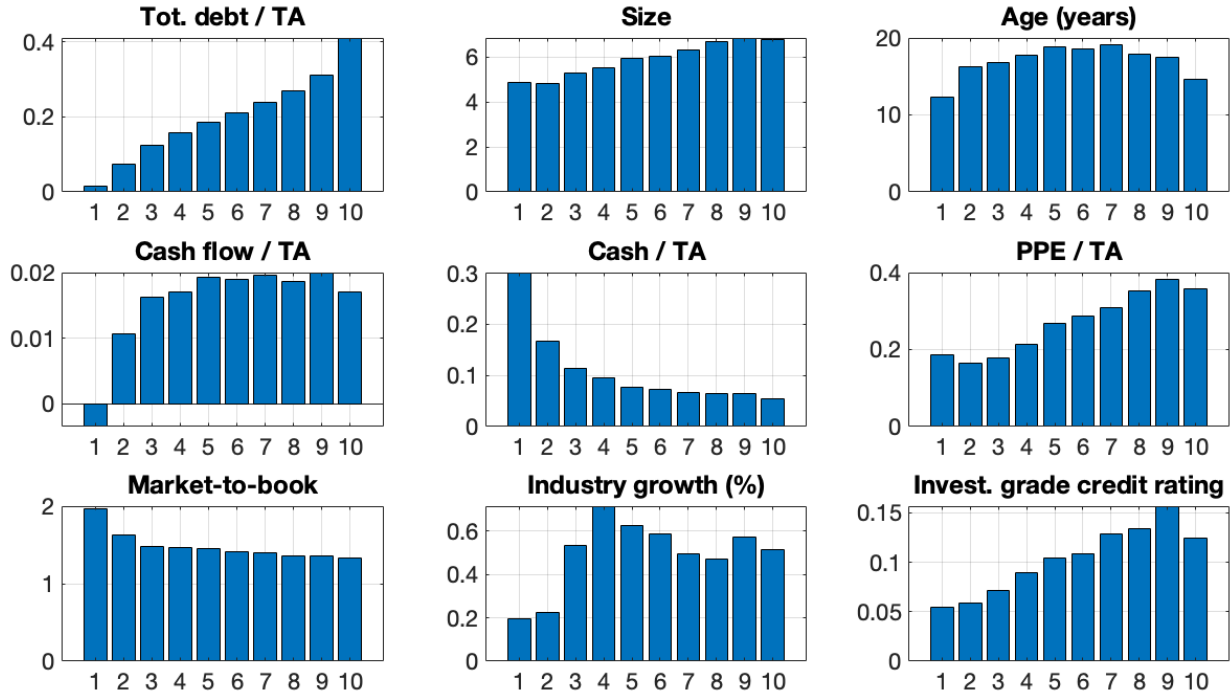 Tot. debt / TA
0.4
0.2
0
1 2 3 4 5 6 7 8 9 10
Size
6
4
2
0
1 2 3 4 5 6 7 8 9 10
Age (years)
20
10
0
1 2 3 4 5 6 7 8 9 10
Cash flow / TA
0.02
0.01
0
1 2 3 4 5 6 7 8 9 10
Cash / TA
0.3
0.2
0.1
0
1 2 3 4 5 6 7 8 9 10
PPE / TA
0.4
0.2
0
1 2 3 4 5 6 7 8 9 10
Market-to-book
2
1
0
1 2 3 4 5 6 7 8 9 10
Industry growth (%)
0.6
0.4
0.2
0
1 2 3 4 5 6 7 8 9 10
Invest. grade credit rating
0.15
0.1
0.05
0
1 2 3 4 5 6 7 8 9 10